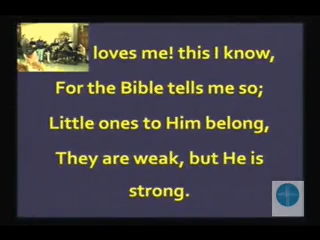 loves me! this I know,
For the Bible tells me so;
Little ones to Him belong,
They are weak, but He is
strong.